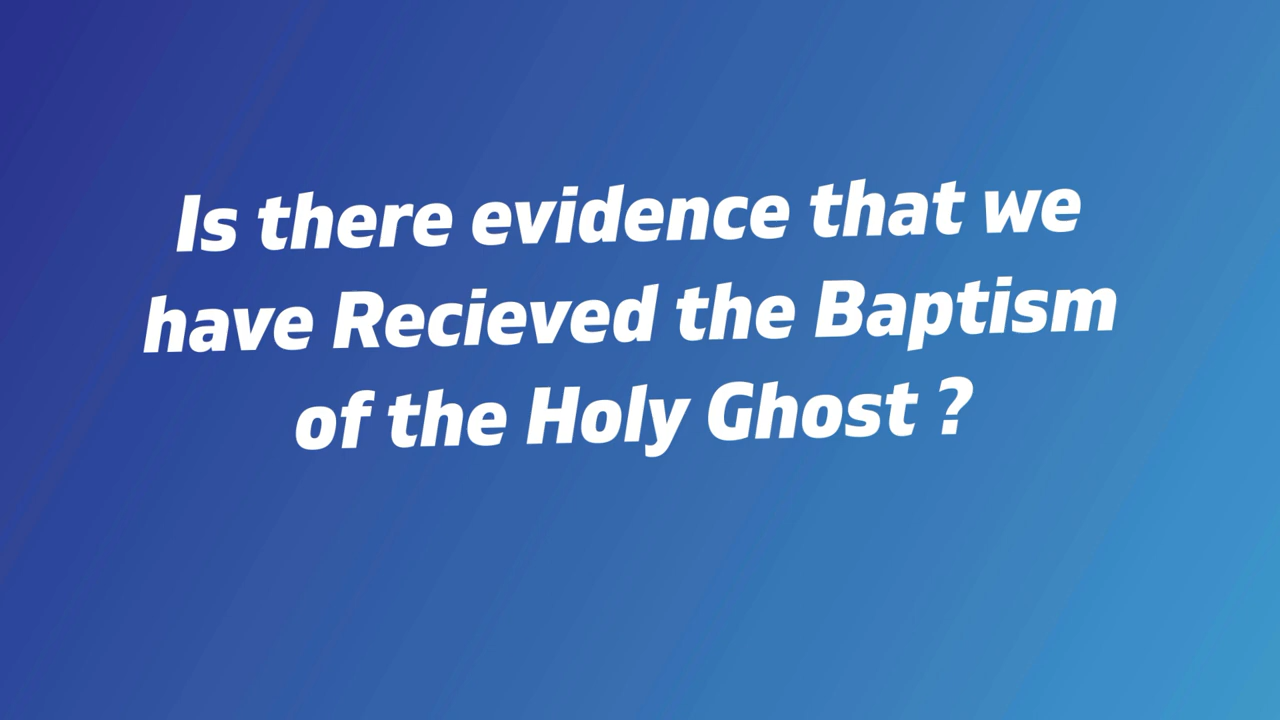 Is there evidence that we
have Recieved the Baptism
of the Holy Ghost ?